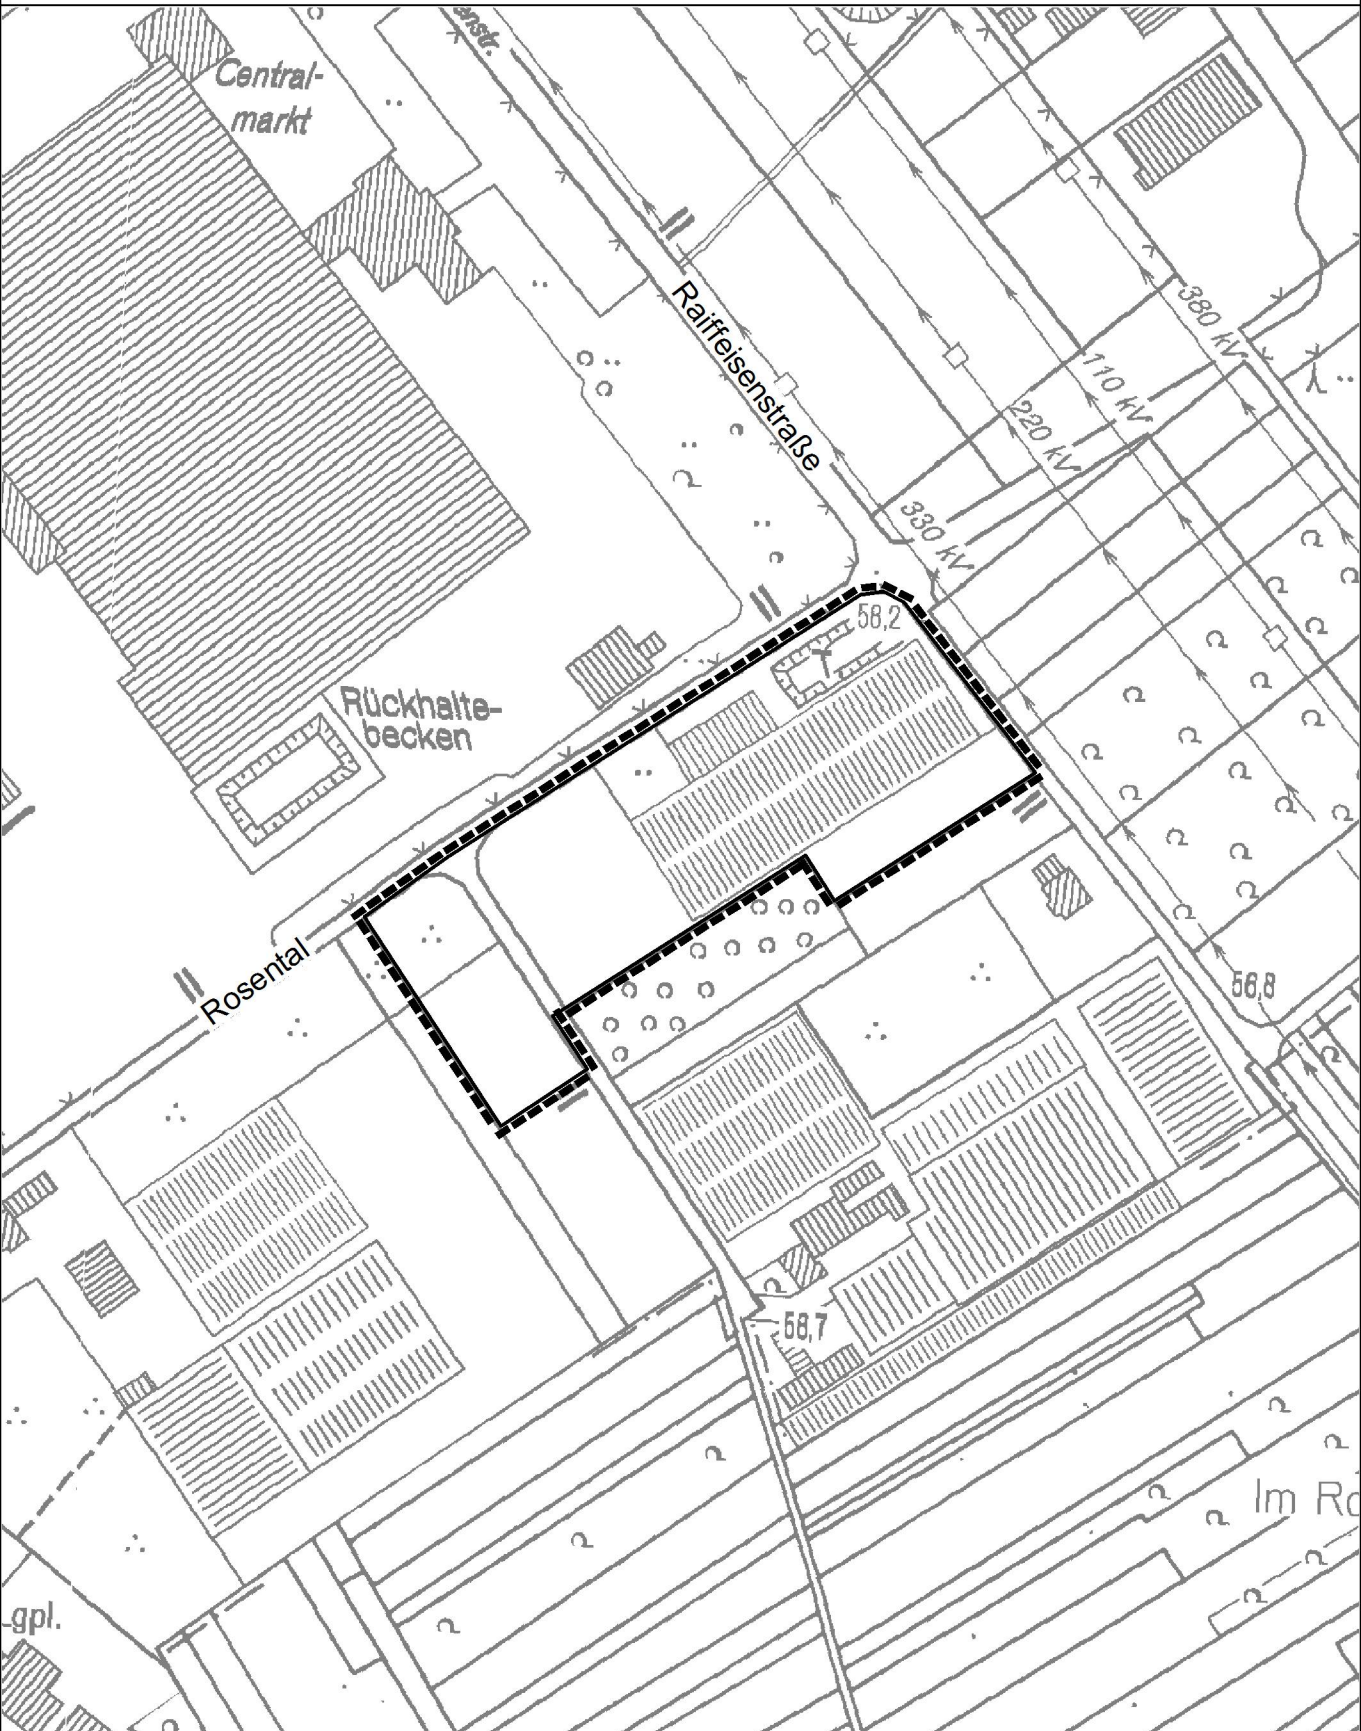 enstr.
Central-
markt
Raiffeisenstraße
380 kV
110 kV
220 kV
330 kV
58,2
Rückhalte-
becken
Rosental
56,8
58,7
Im Ro
gpl.